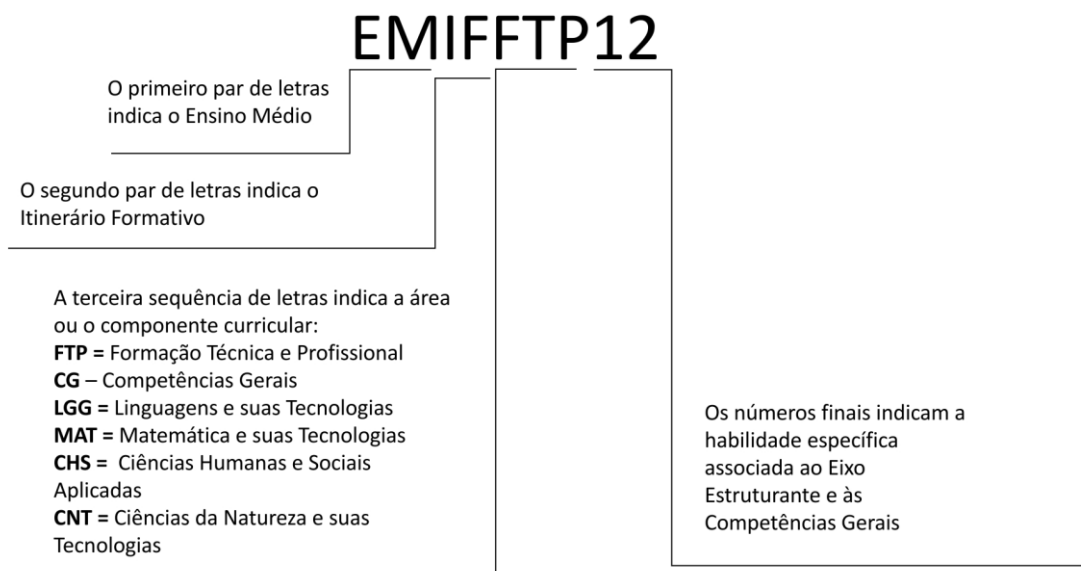 EMIFFTP12
O primeiro par de letras
indica o Ensino Médio
O segundo par de letras indica o
Itinerário Formativo
A terceira sequência de letras indica a área
ou o componente curricular:
FTP = Formação Técnica e Profissional
CG – Competências Gerais
LGG = Linguagens e suas Tecnologias
MAT = Matemática e suas Tecnologias
CHS = Ciências Humanas e Sociais
Aplicadas
CNT = Ciências da Natureza e suas
Tecnologias
Os números finais indicam a
habilidade específica
associada ao Eixo
Estruturante e às
Competências Gerais